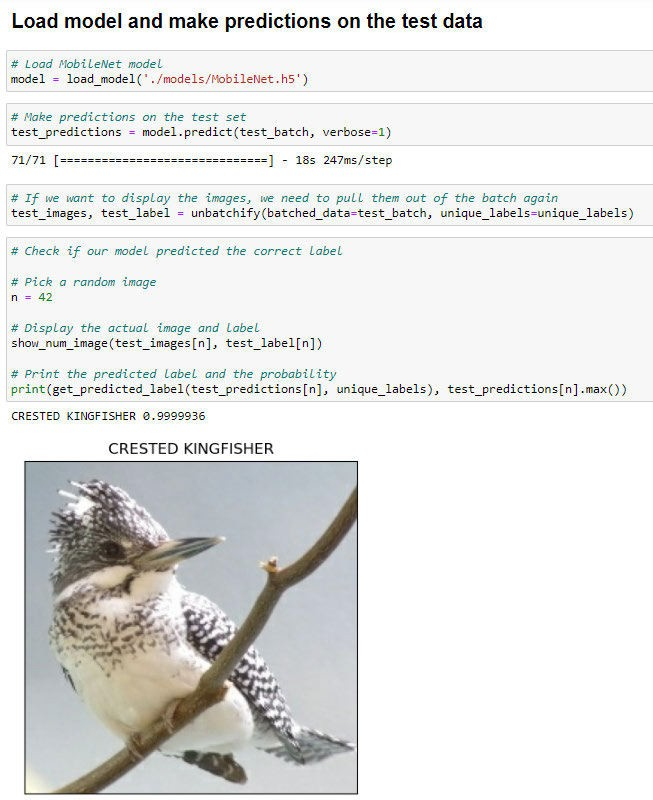 Load model and make predictions on the test data
# Load MobileNet model
model = load_model('./models/MobileNet.h5')
# Make predictions on the test set
test_predictions = model.predict(test_batch, verbose=1)
71/71 [==============================] - 18s 247ms/step
# If we want to display the images, we need to pull them out of the batch again
test_images, test_label = unbatchify(batched_data=test_batch, unique_labels=unique_labels)
# Check if our model predicted the correct label
# Pick a random image
n = 42
# Display the actual image and label
show_num_image(test_images[n], test_label[n])
# Print the predicted label and the probability
print(get_predicted_label(test_predictions[n], unique_labels), test_predictions[n].max())
CRESTED KINGFISHER 0.9999936
CRESTED KINGFISHER